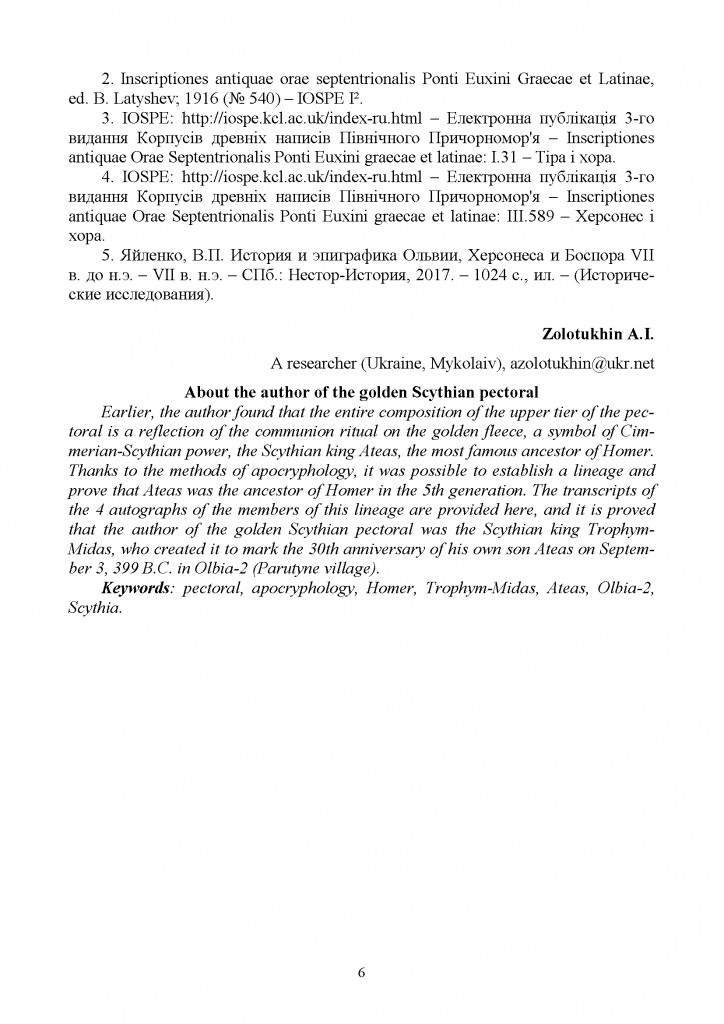 2. Inscriptiones antiquae orae septentrionalis Ponti Euxini Graecae et Latinae,
ed. B. Latyshev; 1916 (№ 540) – IOSPE I².
3. IOSPE: http://iospe.kcl.ac.uk/index-ru.html – Електронна публікація 3-го
видання Корпусів древніх написів Північного Причорномор'я – Inscriptiones
antiquae Orae Septentrionalis Ponti Euxini graecae et latinae: I.31 – Тіра і хора.
4. IOSPE: http://iospe.kcl.ac.uk/index-ru.html – Електронна публікація 3-го
видання Корпусів древніх написів Північного Причорномор'я – Inscriptiones
antiquae Orae Septentrionalis Ponti Euxini graecae et latinae: III.589 – Херсонес і
хора.
5. Яйленко, В.П. История и эпиграфика Ольвии, Херсонеса и Боспора VII
в. до н.э. – VII в. н.э. – СПб.: Нестор-История, 2017. – 1024 с., ил. – (Историче-
ские исследования).
Zolotukhin A.I.
A researcher (Ukraine, Mykolaiv), azolotukhin@ukr.net
About the author of the golden Scythian pectoral
Earlier, the author found that the entire composition of the upper tier of the pec-
toral is a reflection of the communion ritual on the golden fleece, a symbol of Cim-
merian-Scythian power, the Scythian king Ateas, the most famous ancestor of Homer.
Thanks to the methods of apocryphology, it was possible to establish a lineage and
prove that Ateas was the ancestor of Homer in the 5th generation. The transcripts of
the 4 autographs of the members of this lineage are provided here, and it is proved
that the author of the golden Scythian pectoral was the Scythian king Trophym-
Midas, who created it to mark the 30th anniversary of his own son Ateas on Septem-
ber 3, 399 B.C. in Olbia-2 (Parutyne village).
Keywords: pectoral, apocryphology, Homer, Trophym-Midas, Ateas, Olbia-2,
Scythia.
6